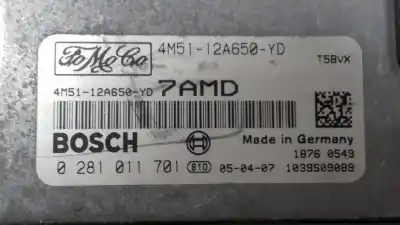 FoMoCo 4M51-12A650-YD T5BVX
4M51-12A650-YD 7AMD
BOSCH Made in Germany
1876 0549
0 281 011 701 810 05-04-07 1039S09089